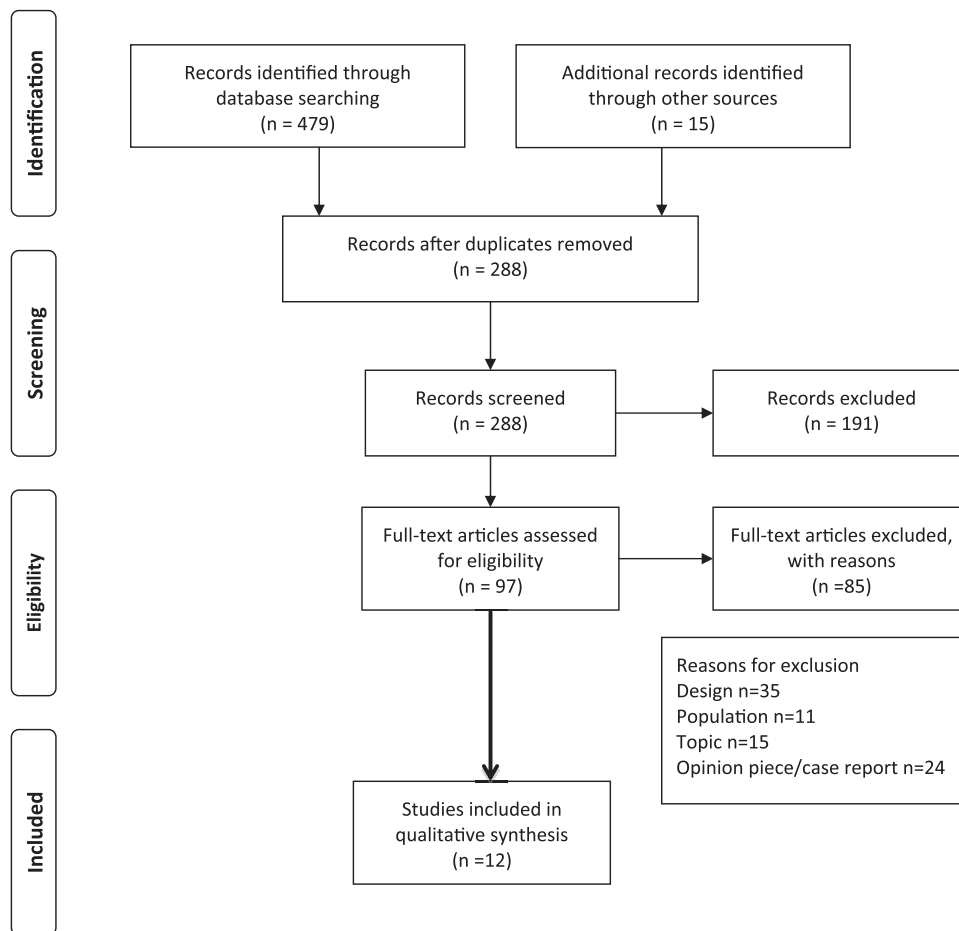 Identification
Records identified through
database searching
(n = 479)
Additional records identified
through other sources
(n = 15)
Records after duplicates removed
(n = 288)
Screening
Records screened
(n = 288)
Records excluded
(n = 191)
Eligibility
Full-text articles assessed
for eligibility
(n = 97)
Full-text articles excluded,
with reasons
(n =85)
Reasons for exclusion
Design n=35
Population n=11
Topic n=15
Opinion piece/case report n=24
Included
Studies included in
qualitative synthesis
(n =12)